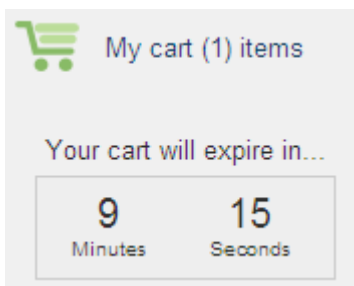 My cart (1) items
Your cart will expire in...
9 15
Minutes Seconds